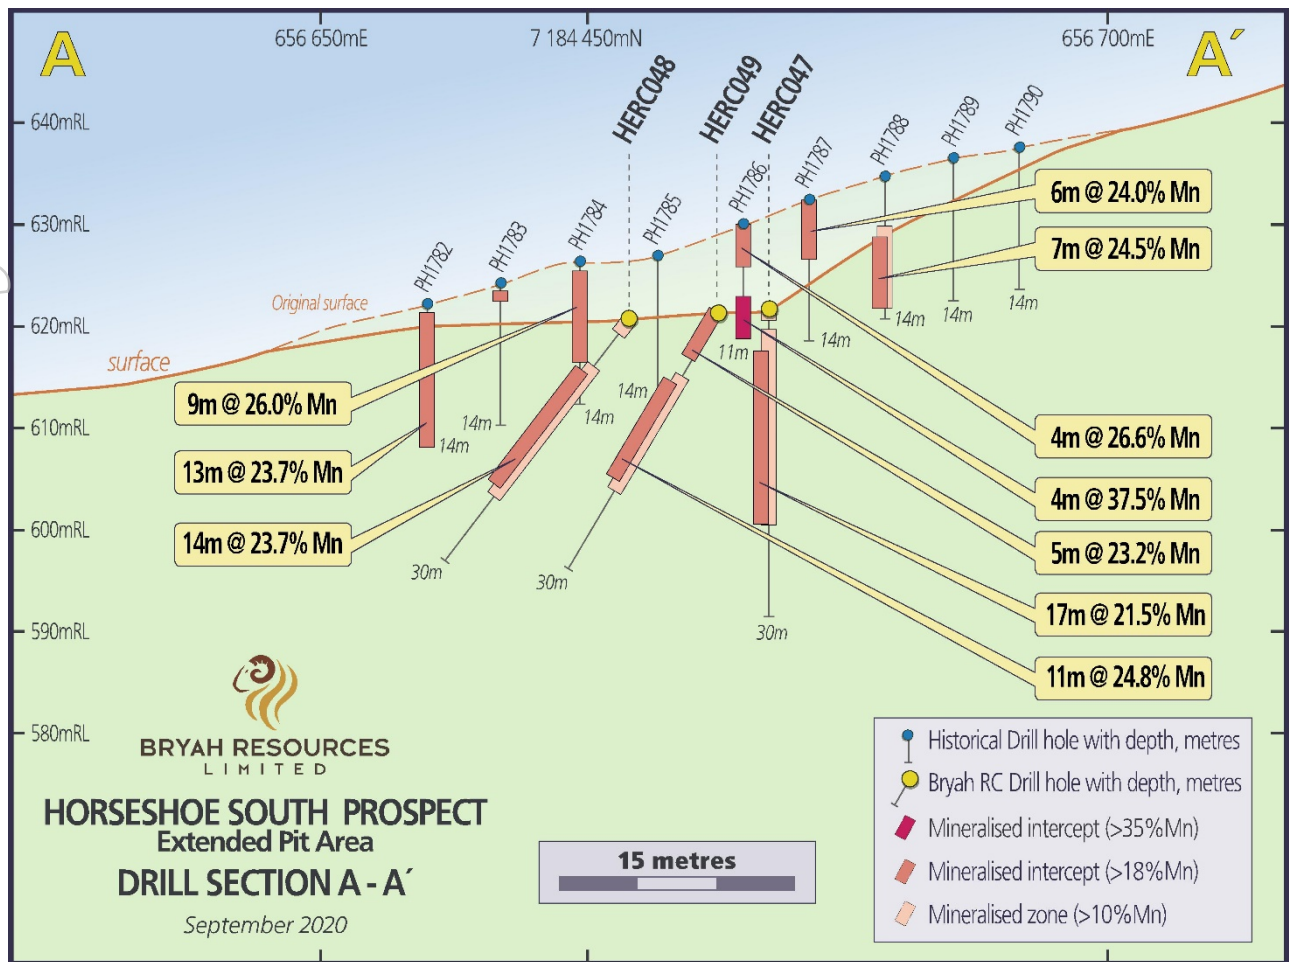 A
656 650mE
7 184 450mN
656 700mE
A´
HERC048
HERC049
HERC047
640mRL
630mRL
620mRL
610mRL
600mRL
590mRL
580mRL
PH1782
PH1783
PH1784
PH1785
PH1786
PH1787
PH1788
PH1789
PH1790
Original surface
surface
6m @ 24.0% Mn
7m @ 24.5% Mn
14m
14m
14m
14m
11m
14m
14m
14m
14m
14m
9m @ 26.0% Mn
13m @ 23.7% Mn
14m @ 23.7% Mn
4m @ 26.6% Mn
4m @ 37.5% Mn
5m @ 23.2% Mn
17m @ 21.5% Mn
11m @ 24.8% Mn
30m
30m
30m
BRYAH RESOURCES
LIMITED
HORSESHOE SOUTH PROSPECT
Extended Pit Area
DRILL SECTION A - A´
September 2020
15 metres
Historical Drill hole with depth, metres
Bryah RC Drill hole with depth, metres
Mineralised intercept (>35%Mn)
Mineralised intercept (>18%Mn)
Mineralised zone (>10%Mn)